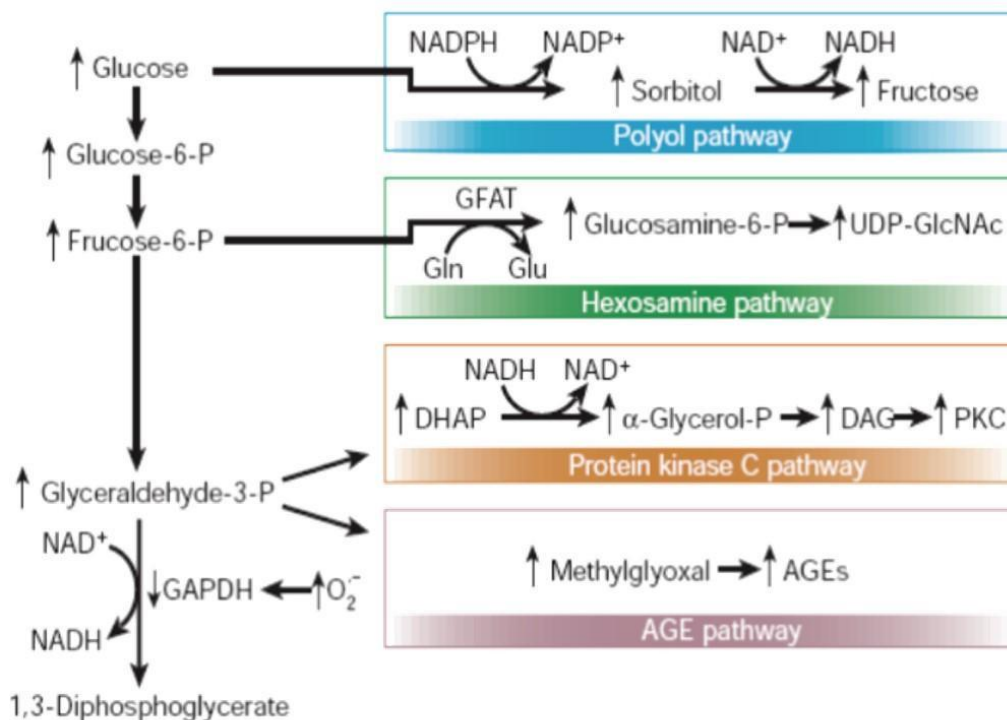 ↑ Glucose
↑ Glucose-6-P
↑ Frucose-6-P
↑ Glyceraldehyde-3-P
NAD+
↓ GAPDH ← ↑ O₂˙⁻
NADH
1,3-Diphosphoglycerate
NADPH NADP+ NAD+ NADH
↑ Sorbitol → ↑ Fructose
Polyol pathway
GFAT
↑ Glucosamine-6-P → ↑ UDP-GlcNAc
Gln Glu
Hexosamine pathway
NADH NAD+
↑ DHAP → ↑ α-Glycerol-P → ↑ DAG → ↑ PKC
Protein kinase C pathway
↑ Methylglyoxal → ↑ AGEs
AGE pathway